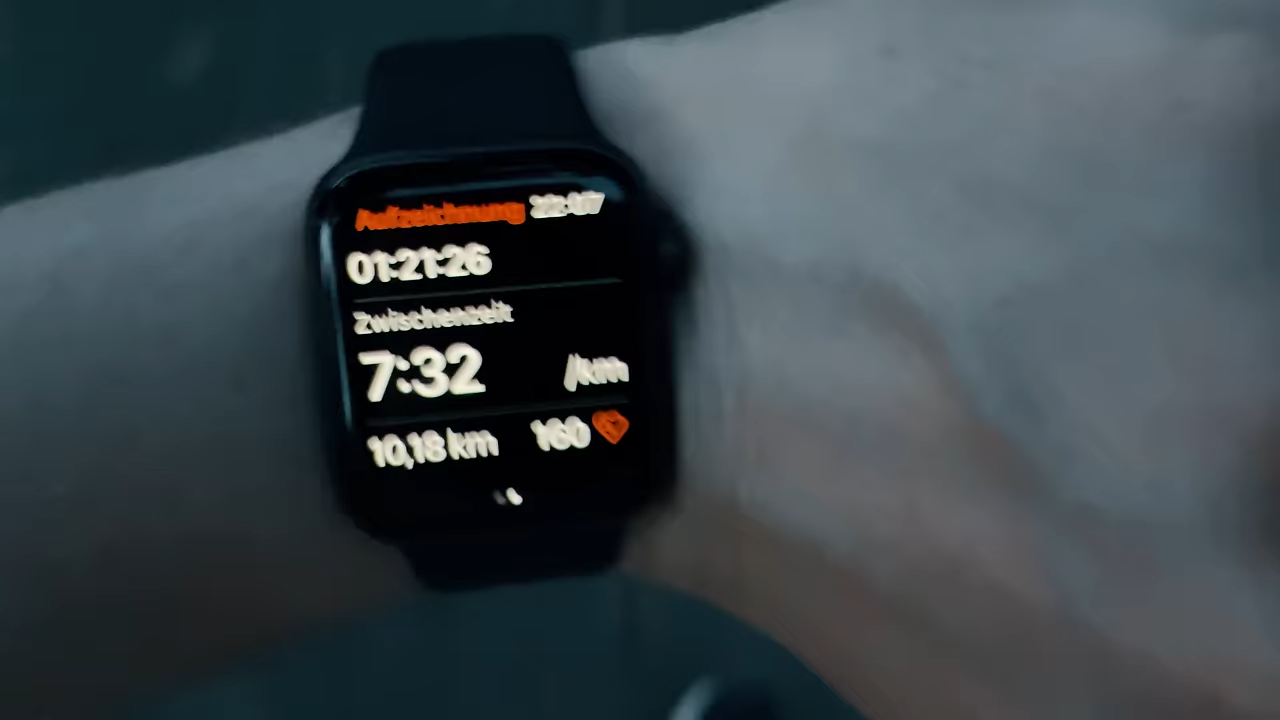 Aufzeichnung 22:07
01:21:26
Zwischenzeit
7:32 /km
10,18 km 160